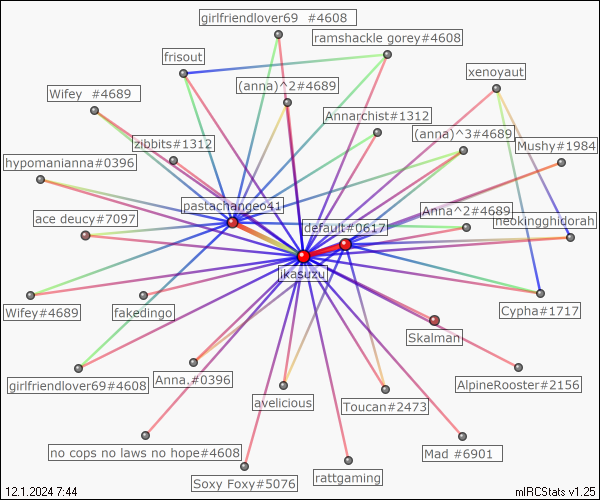 girlfriendlover69 #4608
ramshackle gorey#4608
frisout
xenoyaut
Wifey #4689
(anna)^2#4689
Annarchist#1312
(anna)^3#4689
zibbits#1312
Mushy#1984
hypomanianna#0396
pastachangeo41
ace deucy#7097
Anna^2#4689
neokingghidorah
default#0617
ikasuzu
Wifey#4689
fakedingo
Cypha#1717
Skalman
girlfriendlover69#4608
Anna.#0396
AlpineRooster#2156
avelicious
Toucan#2473
no cops no laws no hope#4608
Mad #6901
Soxy Foxy#5076
rattgaming
12.1.2024 7:44
mIRCStats v1.25